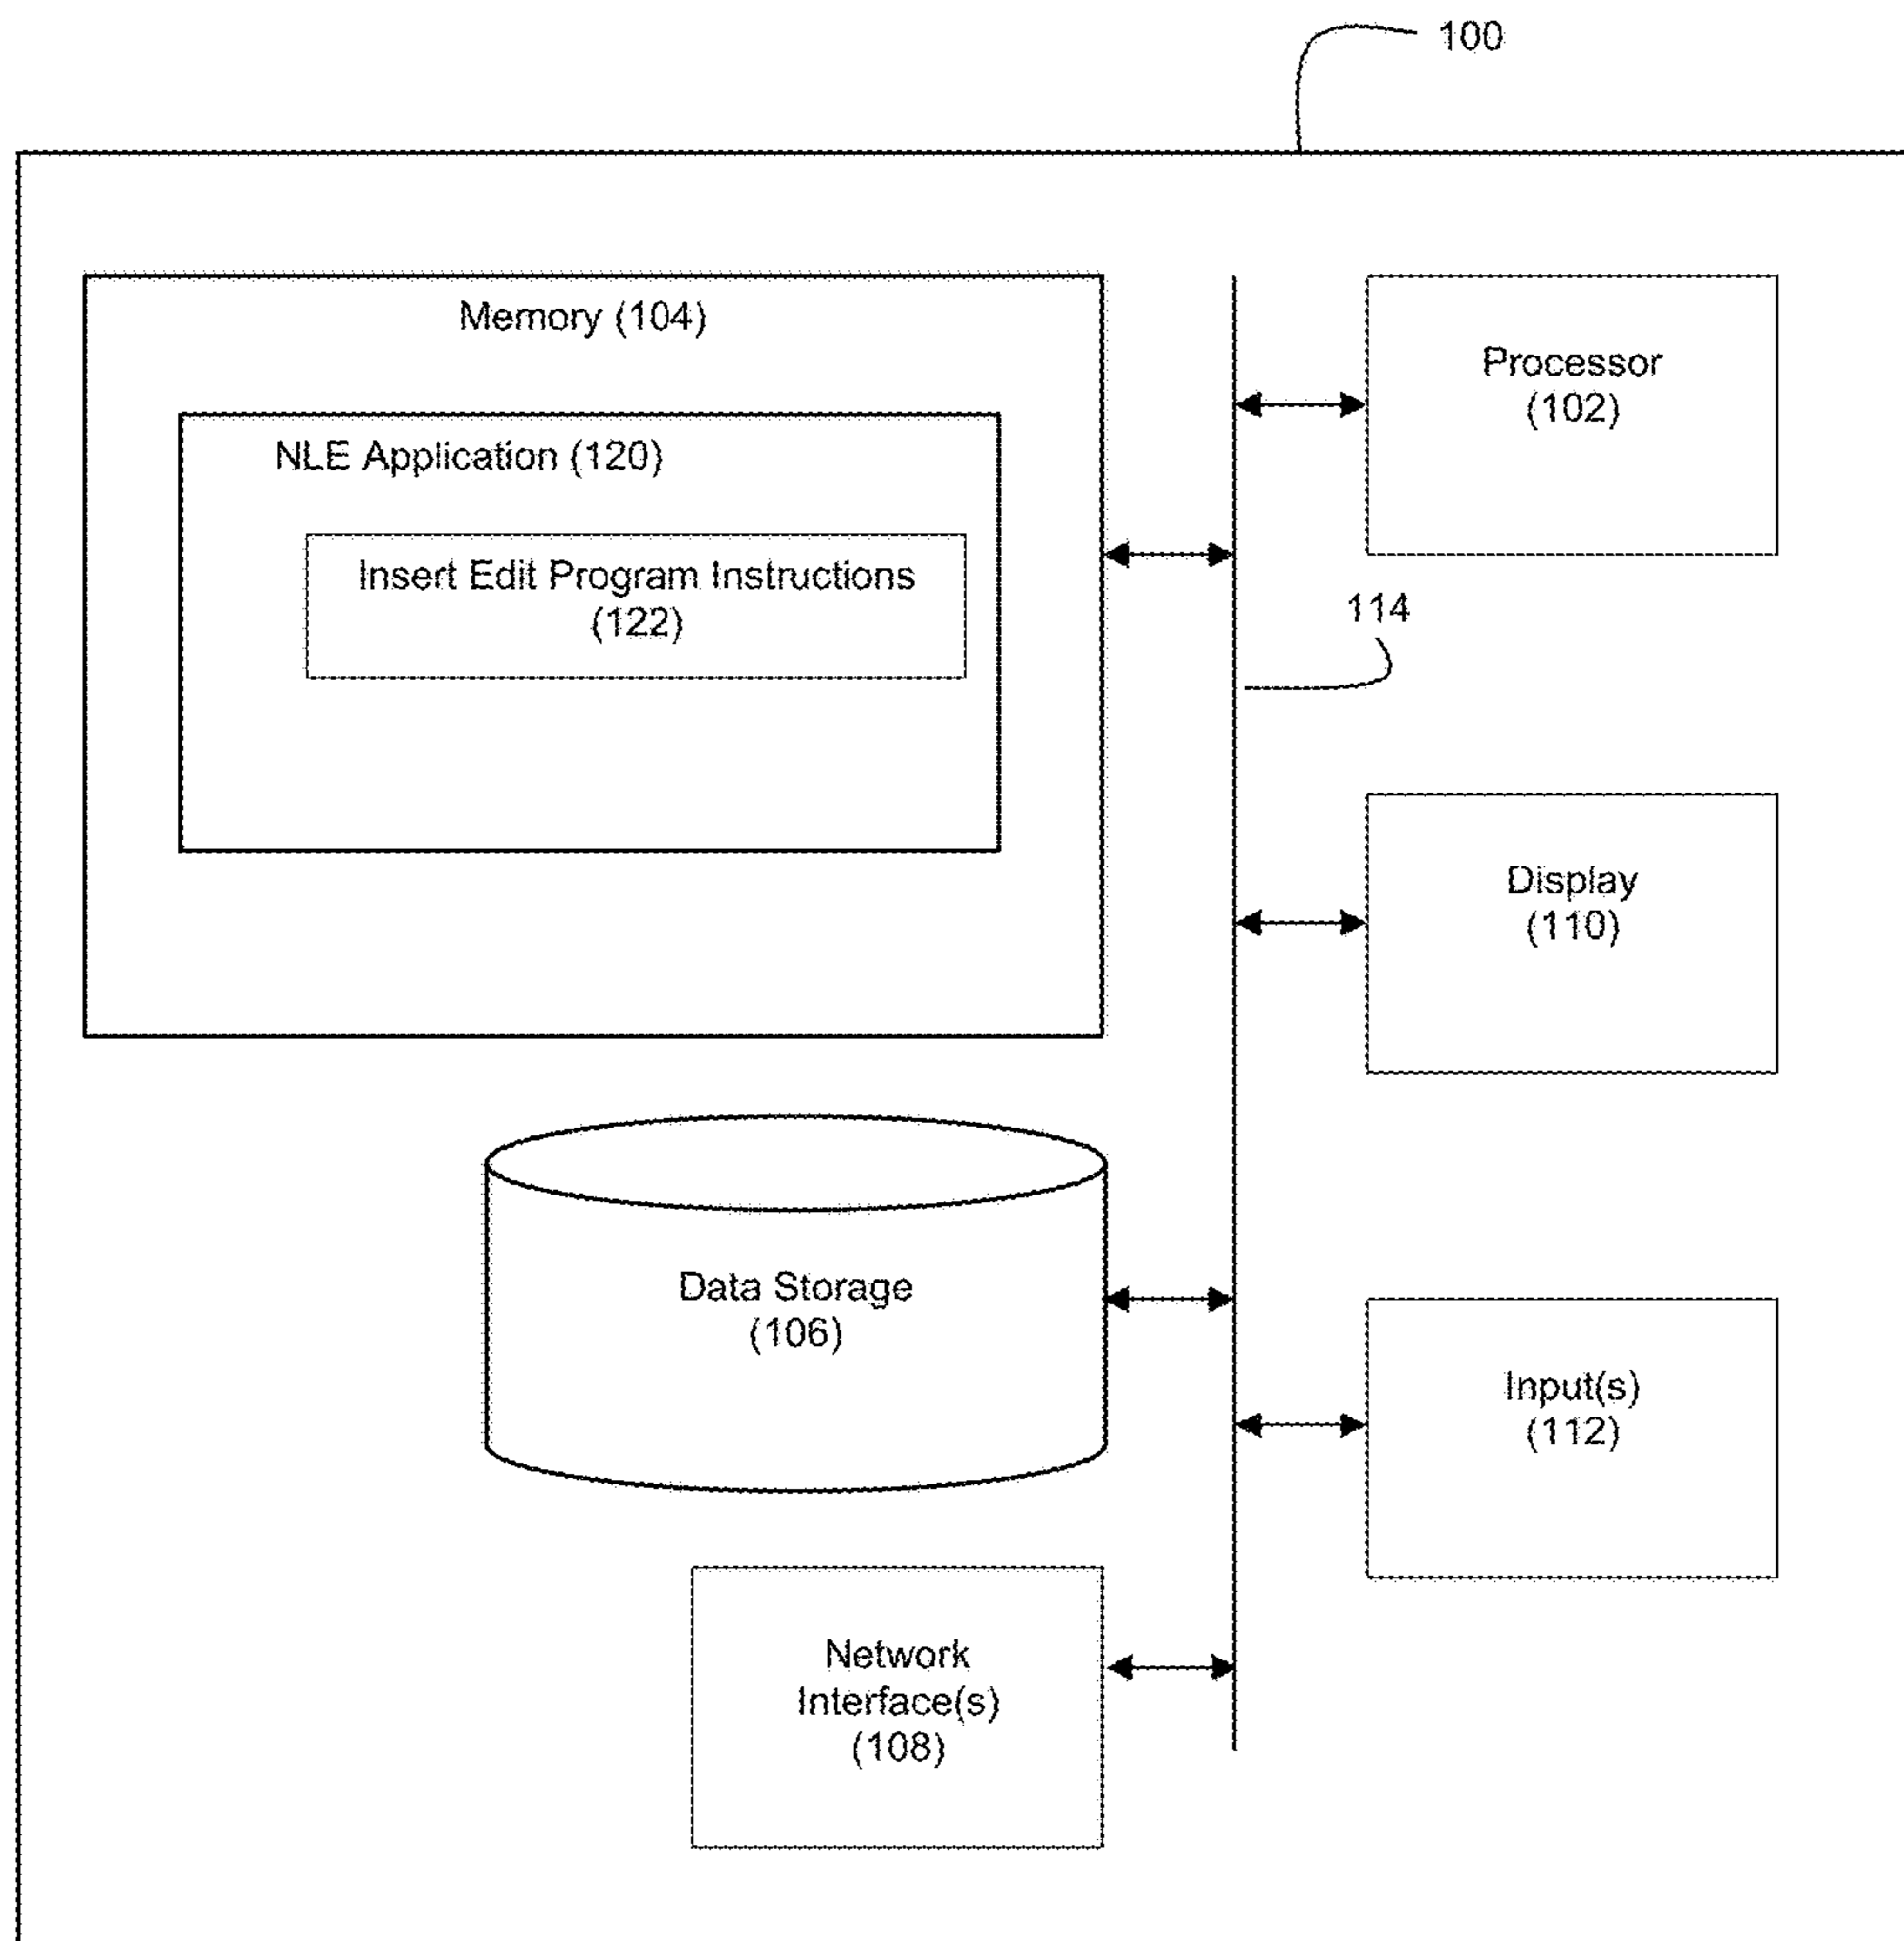 100
Memory (104)
NLE Application (120)
Insert Edit Program Instructions
(122)
Processor
(102)
114
Display
(110)
Data Storage
(106)
Input(s)
(112)
Network
Interface(s)
(108)